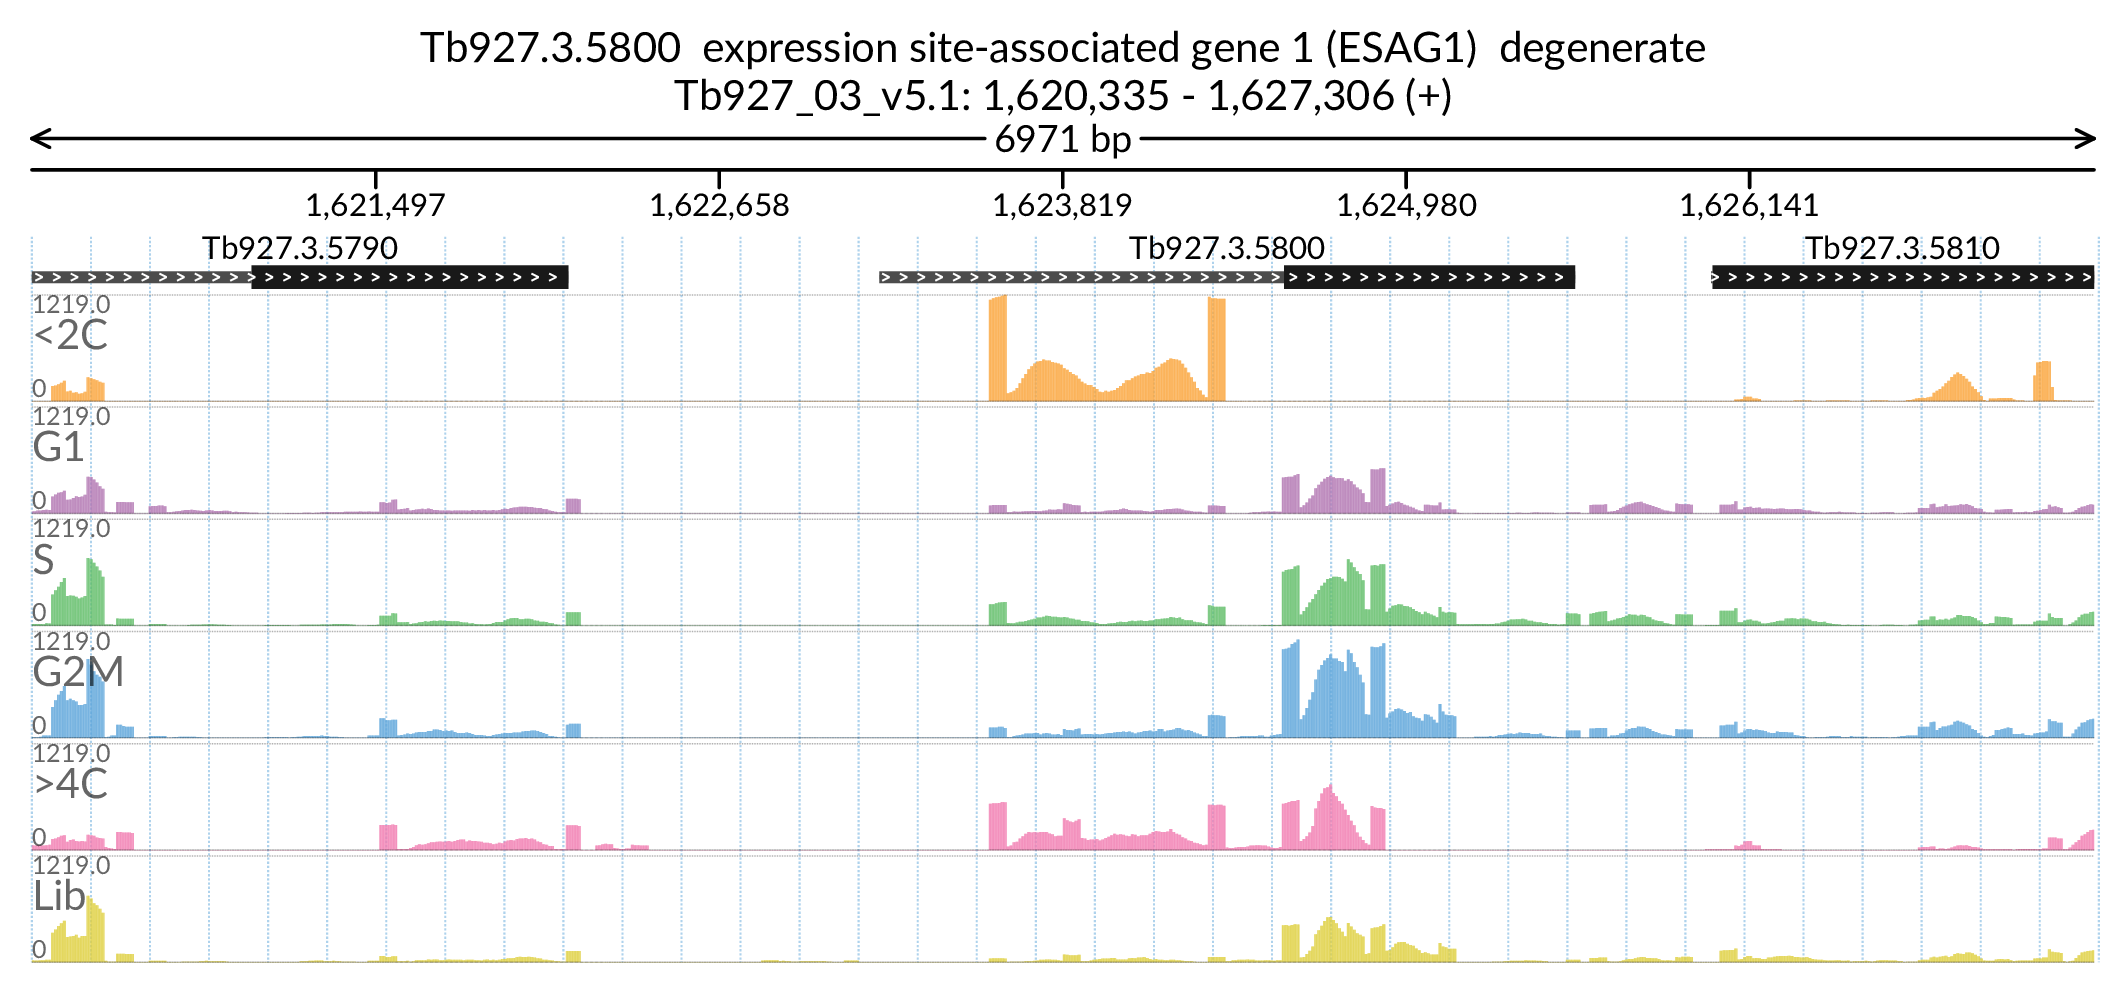 Tb927.3.5800 expression site-associated gene 1 (ESAG1) degenerate
Tb927_03_v5.1: 1,620,335 - 1,627,306 (+)
6971 bp
1,621,497 1,622,658 1,623,819 1,624,980 1,626,141
Tb927.3.5790 Tb927.3.5800 Tb927.3.5810
1219.0
<2C
0
1219.0
G1
0
1219.0
S
0
1219.0
G2M
0
1219.0
>4C
0
1219.0
Lib
0